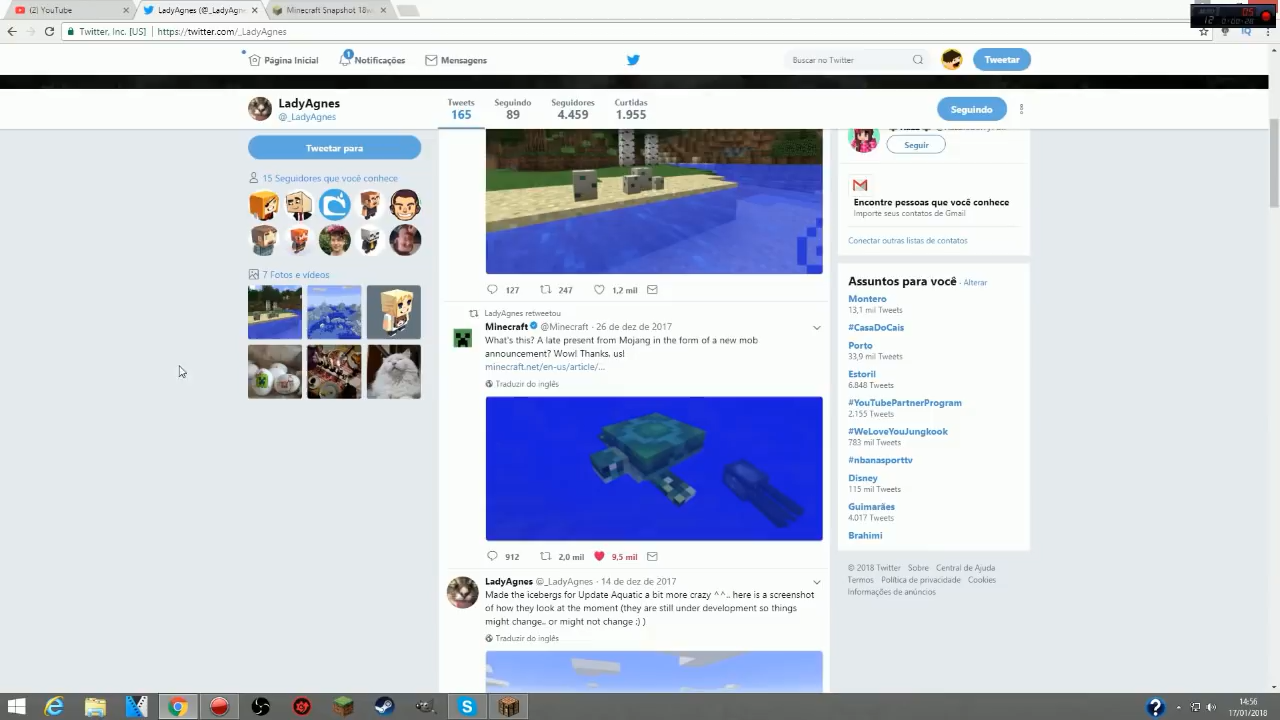 (2) YouTube
LadyAgnes (@_LadyAgn
Minecraft Snapshot 18w
Twitter, Inc. [US]
https://twitter.com/_LadyAgnes
Página Inicial
1
Notificações
Mensagens
Buscar no Twitter
Tweetar
LadyAgnes
@_LadyAgnes
Tweets
165
Seguindo
89
Seguidores
4.459
Curtidas
1.955
Seguindo
Tweetar para
15 Seguidores que você conhece
7 Fotos e vídeos
127
247
1,2 mil
LadyAgnes retweetou
Minecraft @Minecraft · 26 de dez de 2017
What's this? A late present from Mojang in the form of a new mob
announcement? Wow! Thanks, us!
minecraft.net/en-us/article/...
Traduzir do inglês
912
2,0 mil
9,5 mil
LadyAgnes @_LadyAgnes · 14 de dez de 2017
Made the icebergs for Update Aquatic a bit more crazy ^^.. here is a screenshot
of how they look at the moment (they are still under development so things
might change.. or might not change :) )
Traduzir do inglês
Seguir
Encontre pessoas que você conhece
Importe seus contatos de Gmail
Conectar outras listas de contatos
Assuntos para você · Alterar
Montero
13,1 mil Tweets
#CasaDoCais
Porto
33,9 mil Tweets
Estoril
6.848 Tweets
#YouTubePartnerProgram
2.155 Tweets
#WeLoveYouJungkook
783 mil Tweets
#nbanasporttv
Disney
115 mil Tweets
Guimarães
4.017 Tweets
Brahimi
© 2018 Twitter Sobre Central de Ajuda
Termos Política de privacidade Cookies
Informações de anúncios
14:56
17/01/2018